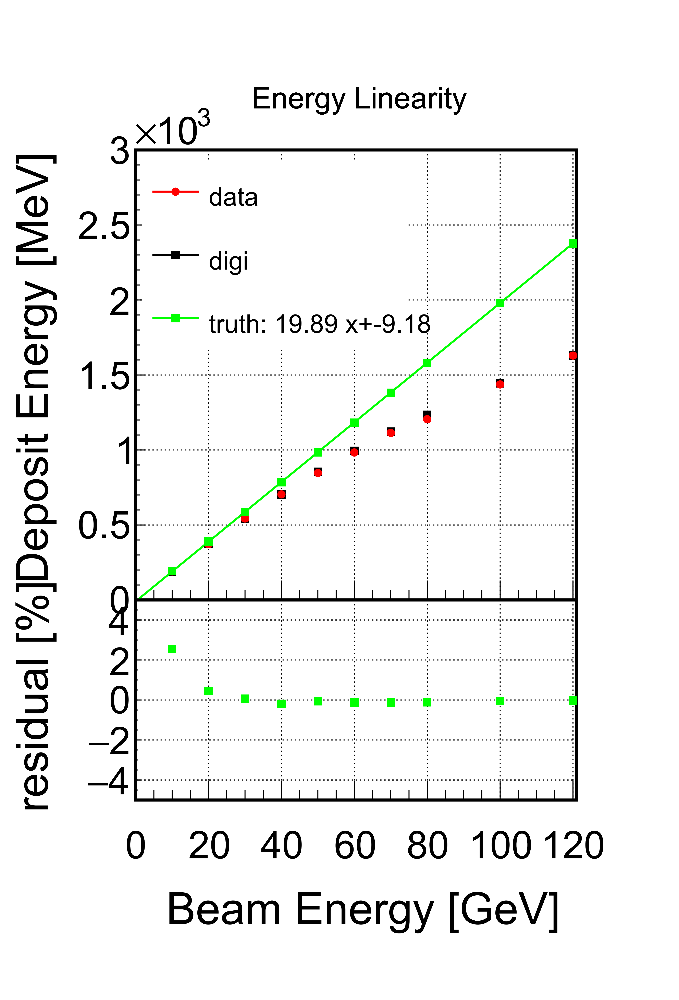 Energy Linearity
×10³
3
2.5
2
1.5
1
0.5
0
Deposit Energy [MeV]
data
digi
truth: 19.89 x+-9.18
4
2
0
−2
−4
residual [%]
0 20 40 60 80 100 120
Beam Energy [GeV]